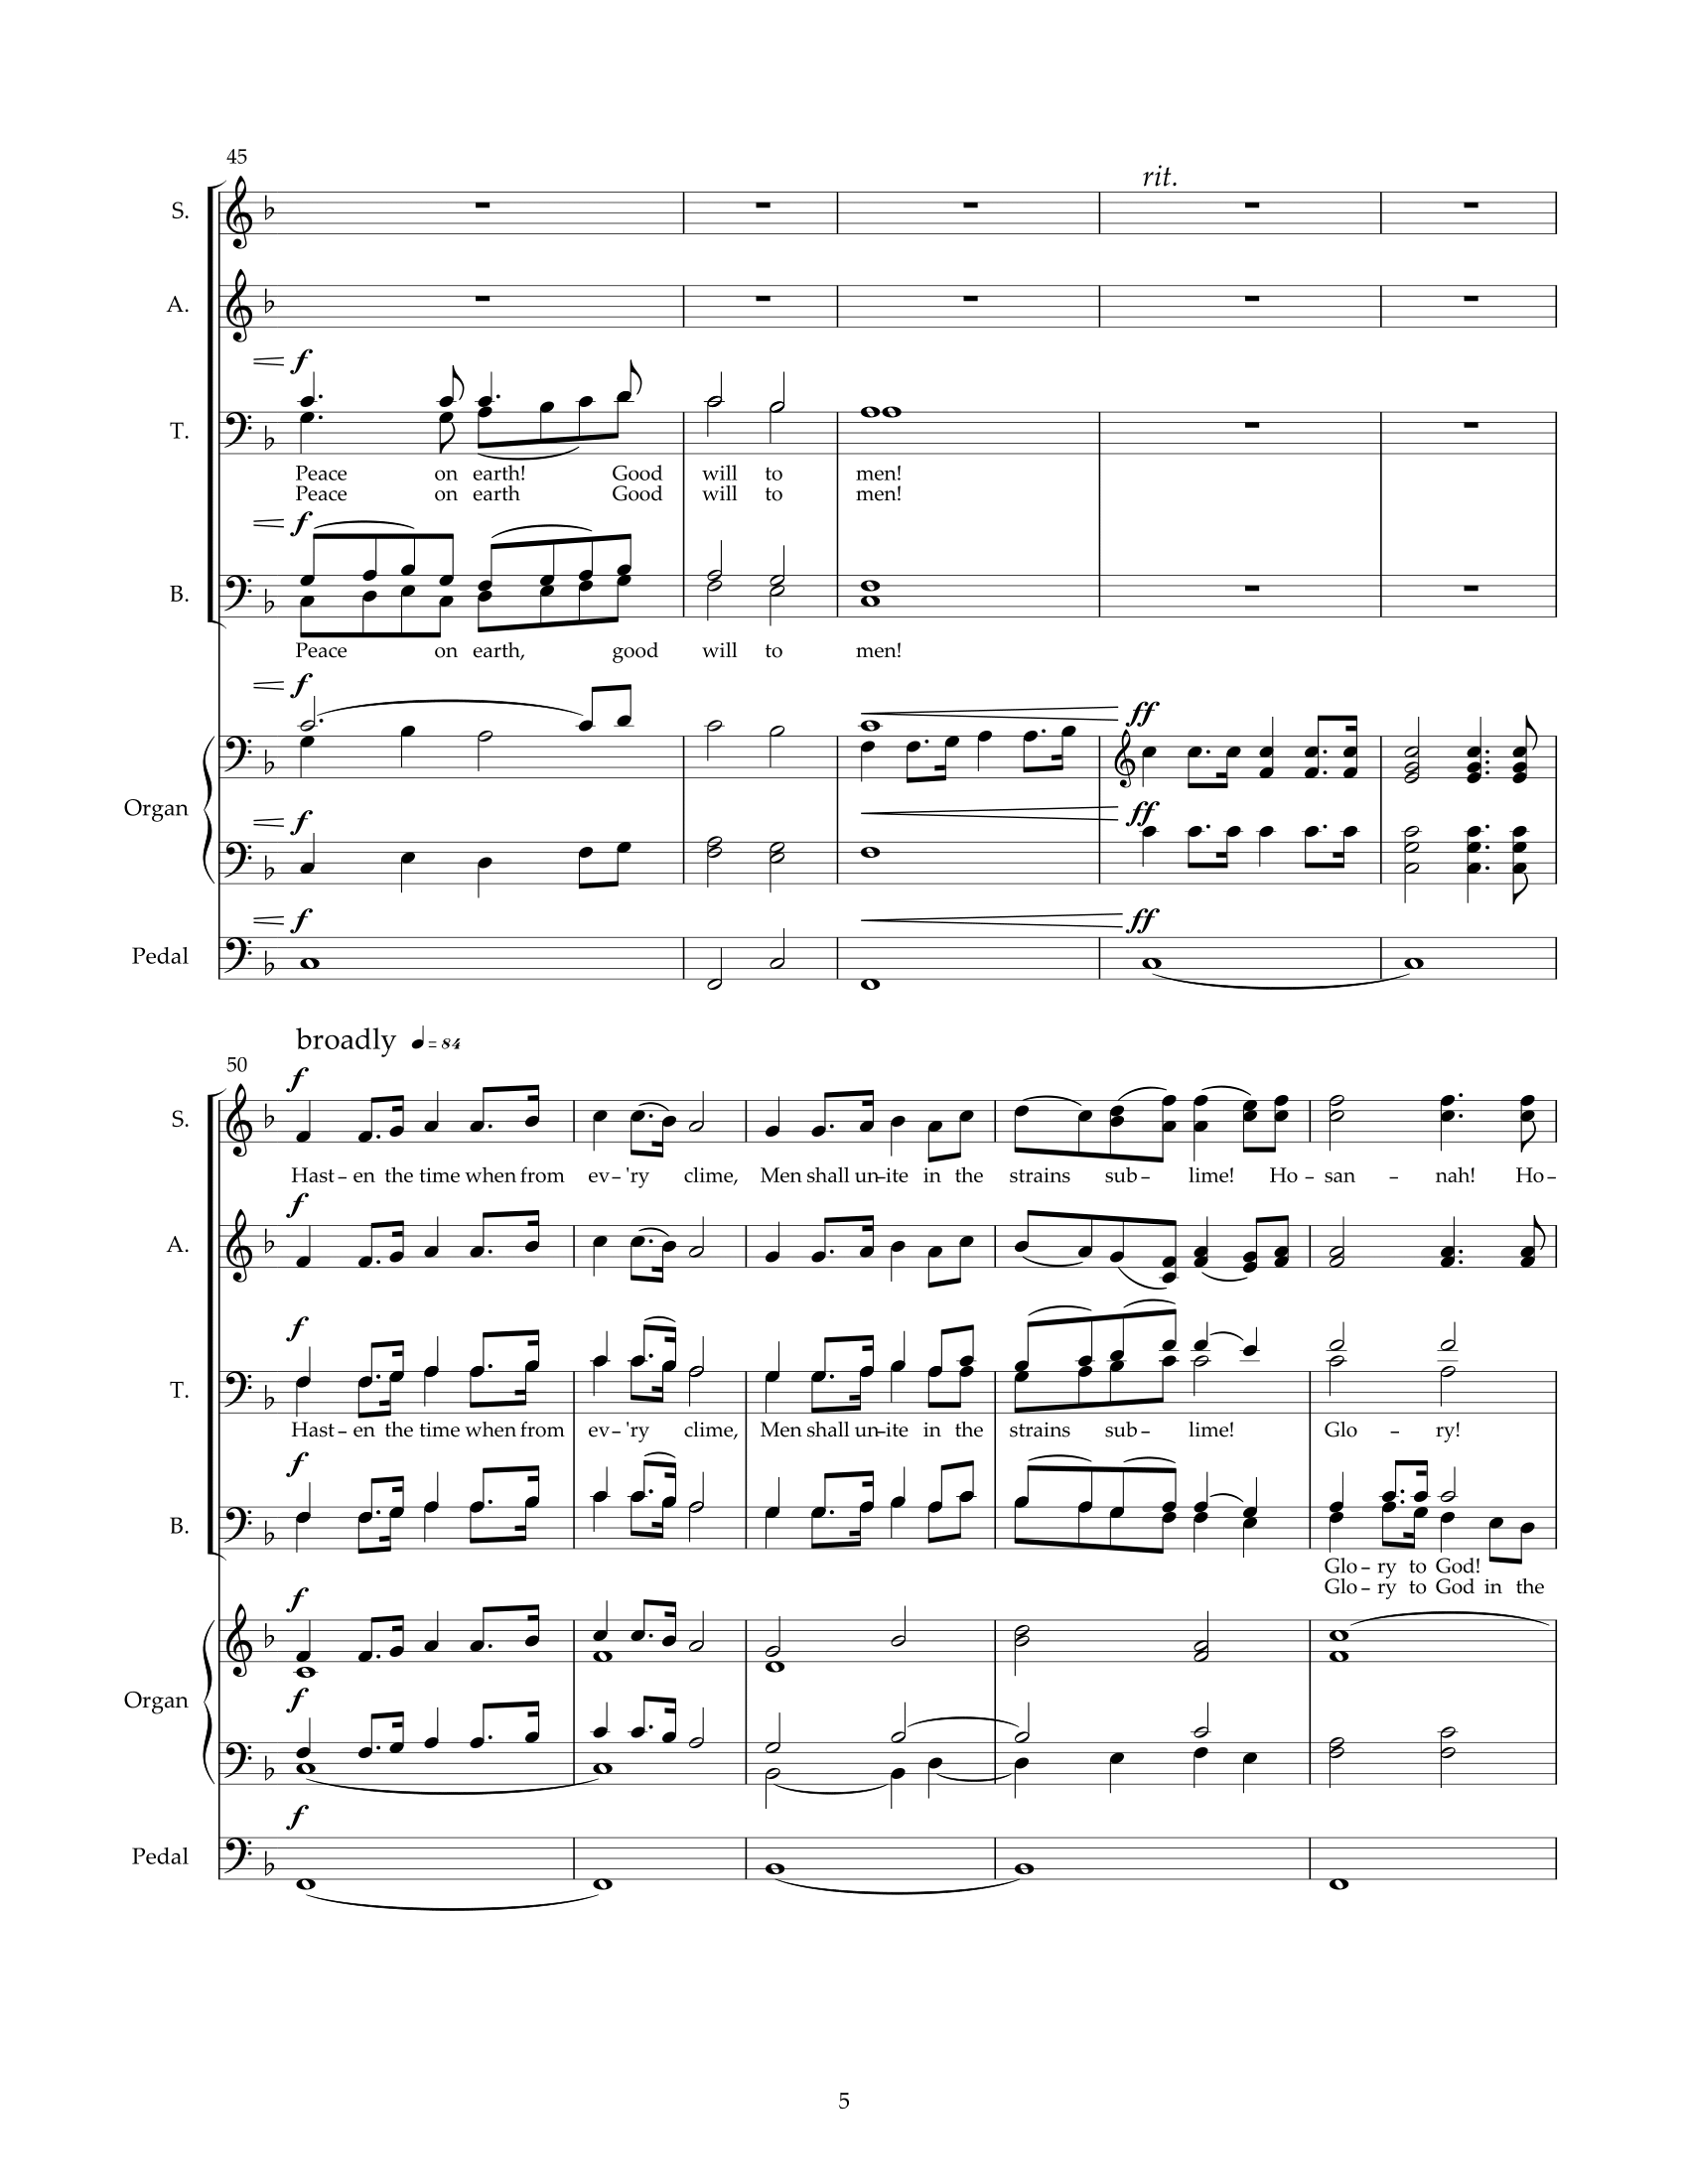 45
rit.
S.
A.
f
T.
Peace on earth! Good will to men!
Peace on earth Good will to men!
f
B.
Peace on earth, good will to men!
f ff
Organ
f ff
f ff
Pedal
broadly ♩ = 84
50
f
S.
Hast – en the time when from ev – 'ry clime, Men shall un – ite in the strains sub – lime! Ho – san – nah! Ho –
f
A.
f
T.
Hast – en the time when from ev – 'ry clime, Men shall un – ite in the strains sub – lime! Glo – ry!
f
B.
Glo – ry to God!
Glo – ry to God in the
f
Organ
f
f
Pedal
5